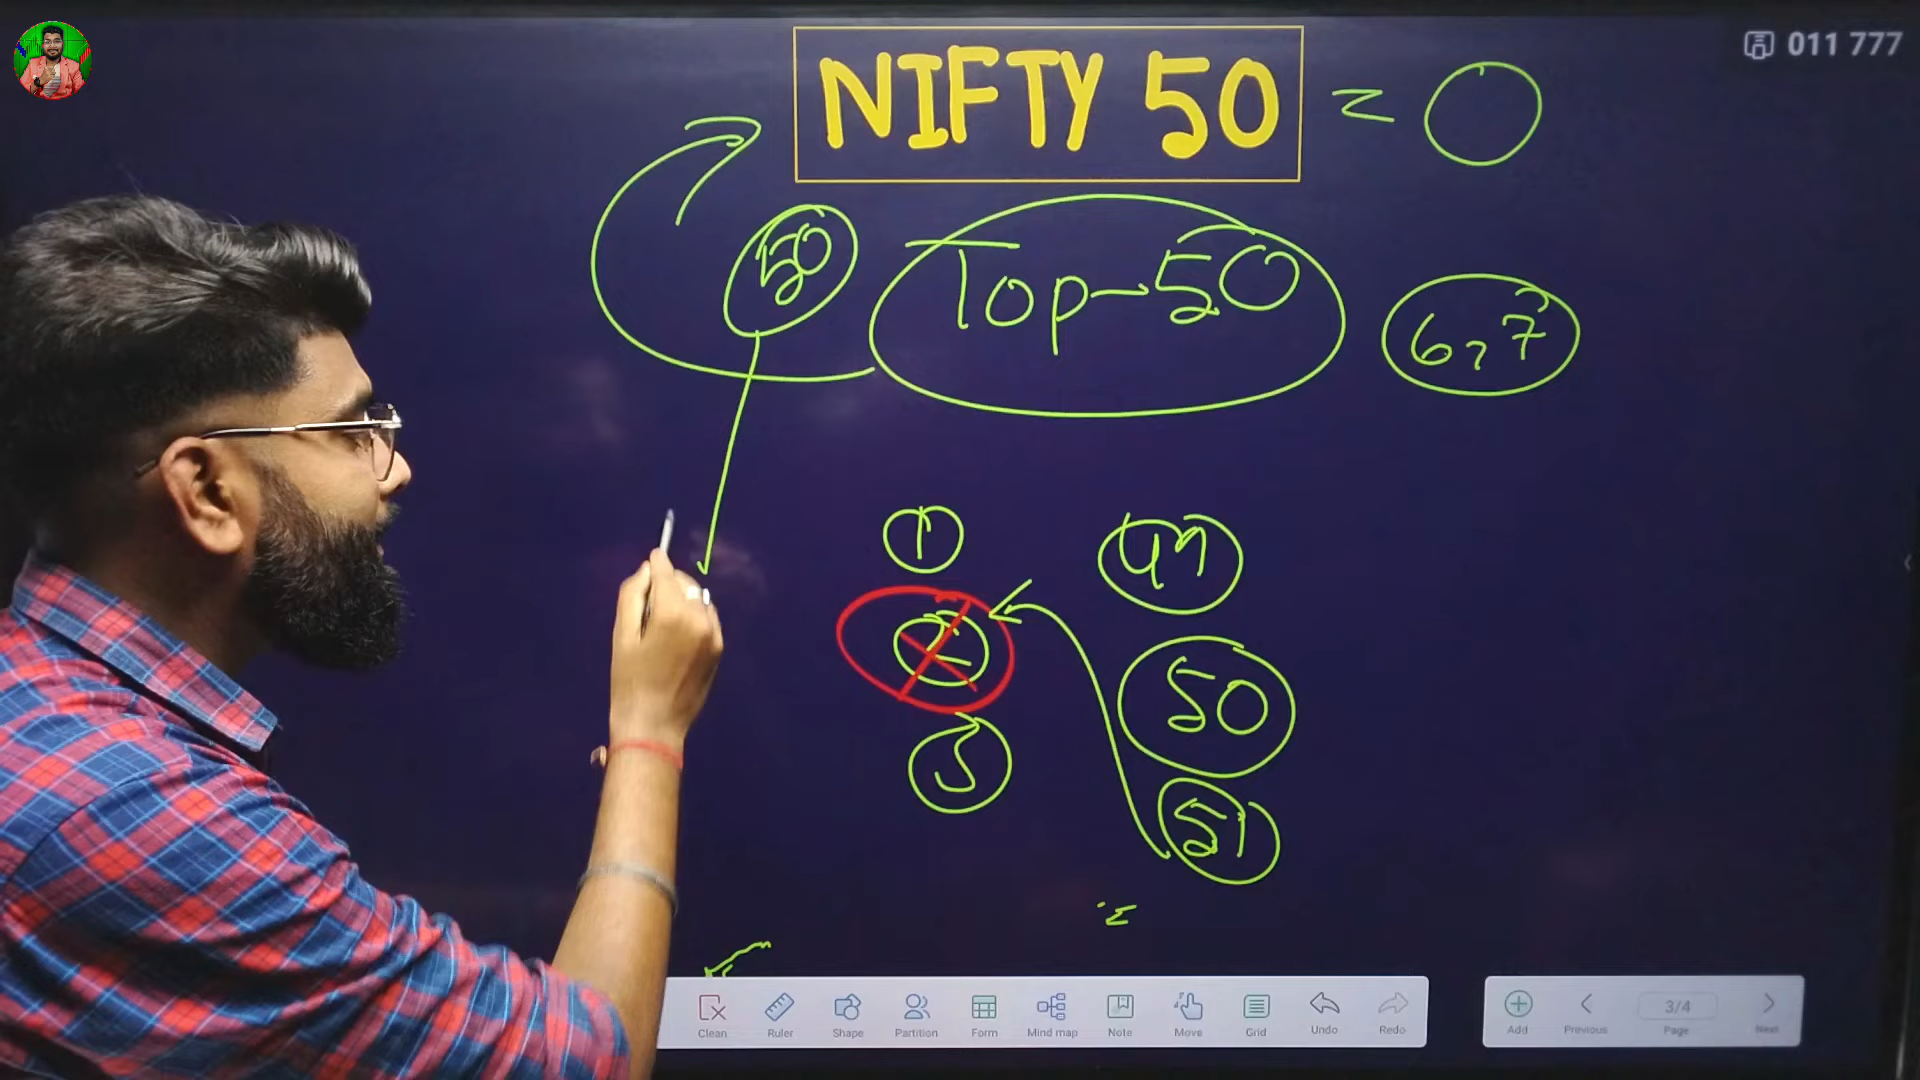 011 777
NIFTY 50 =
50 Top-50 6, 7
1 49
2 50
3 51
Clean Ruler Shape Partition Form Mind map Note Move Grid Undo Redo
Add Previous 3/4 Page Next